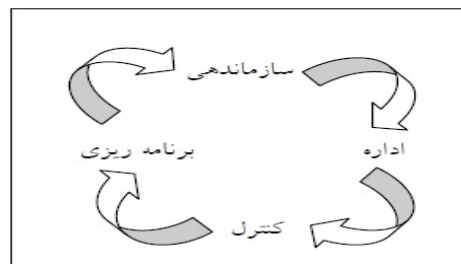 سازماندهی
اداره
برنامه ریزی
کنترل